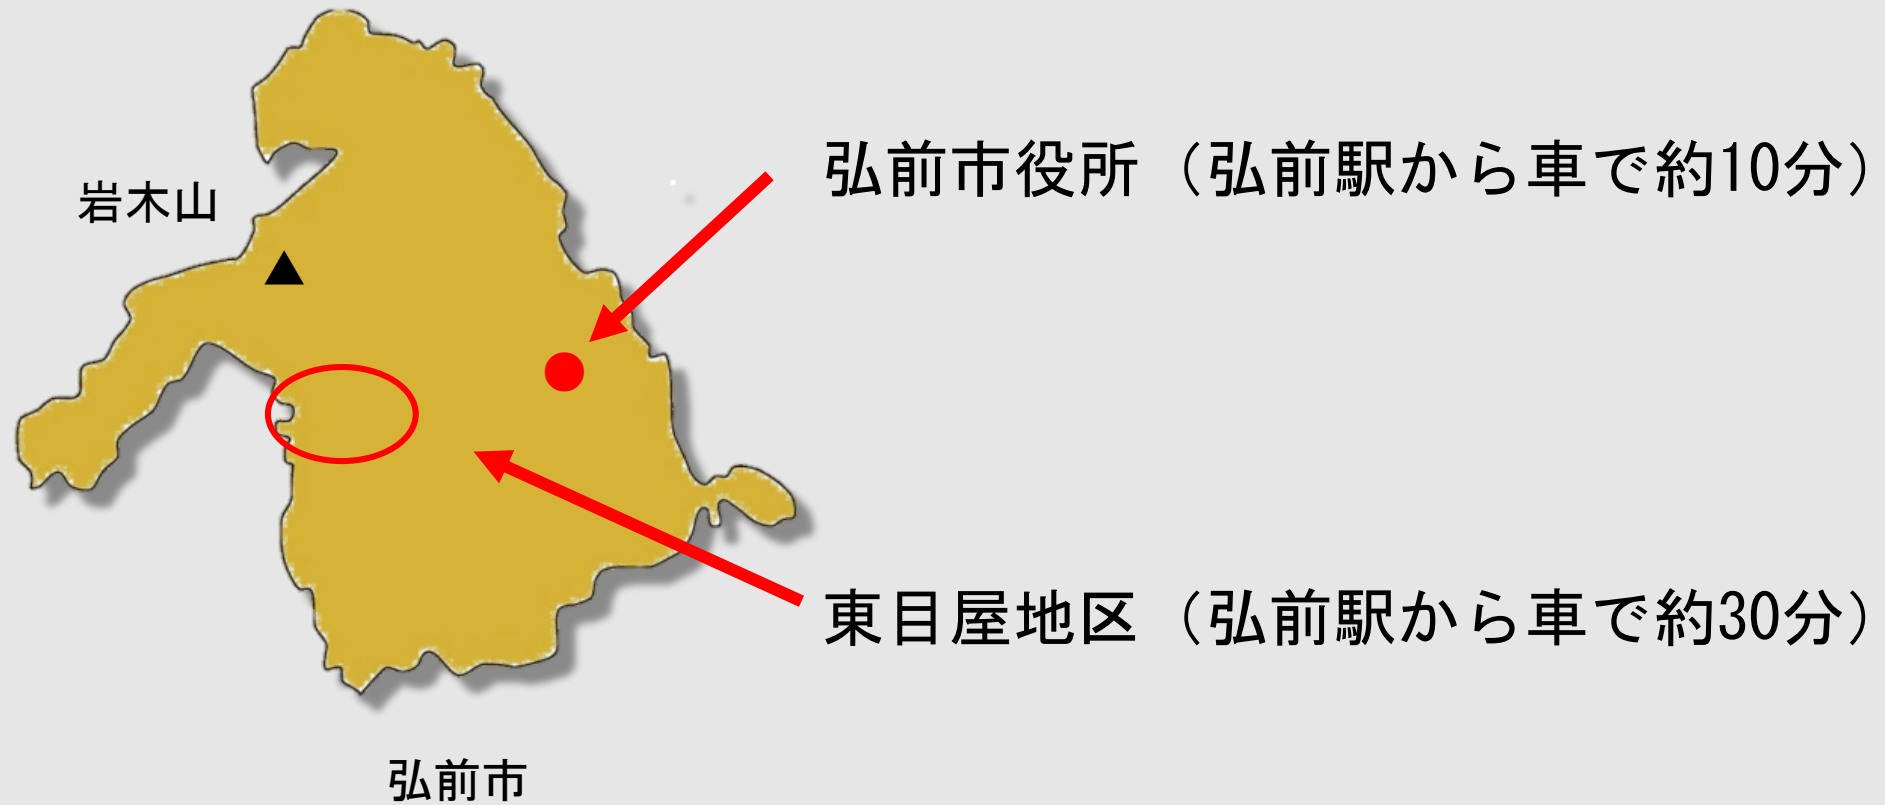 弘前市役所（弘前駅から車で約10分）
岩木山
東目屋地区（弘前駅から車で約30分）
弘前市